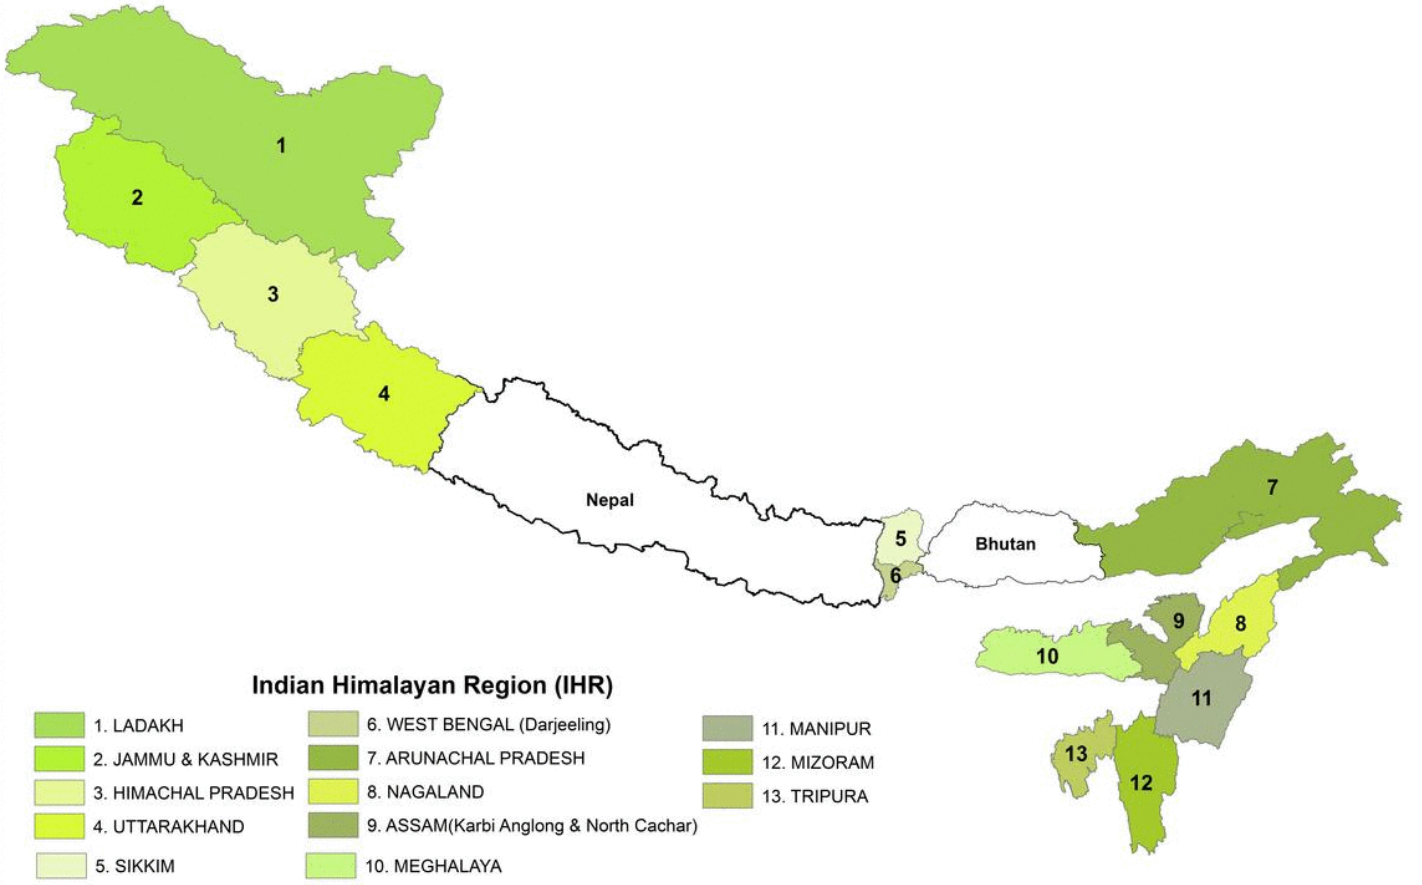 1
2
3
4
Nepal
5
6
Bhutan
7
8
9
10
11
12
13
Indian Himalayan Region (IHR)
1. LADAKH
2. JAMMU & KASHMIR
3. HIMACHAL PRADESH
4. UTTARAKHAND
5. SIKKIM
6. WEST BENGAL (Darjeeling)
7. ARUNACHAL PRADESH
8. NAGALAND
9. ASSAM(Karbi Anglong & North Cachar)
10. MEGHALAYA
11. MANIPUR
12. MIZORAM
13. TRIPURA